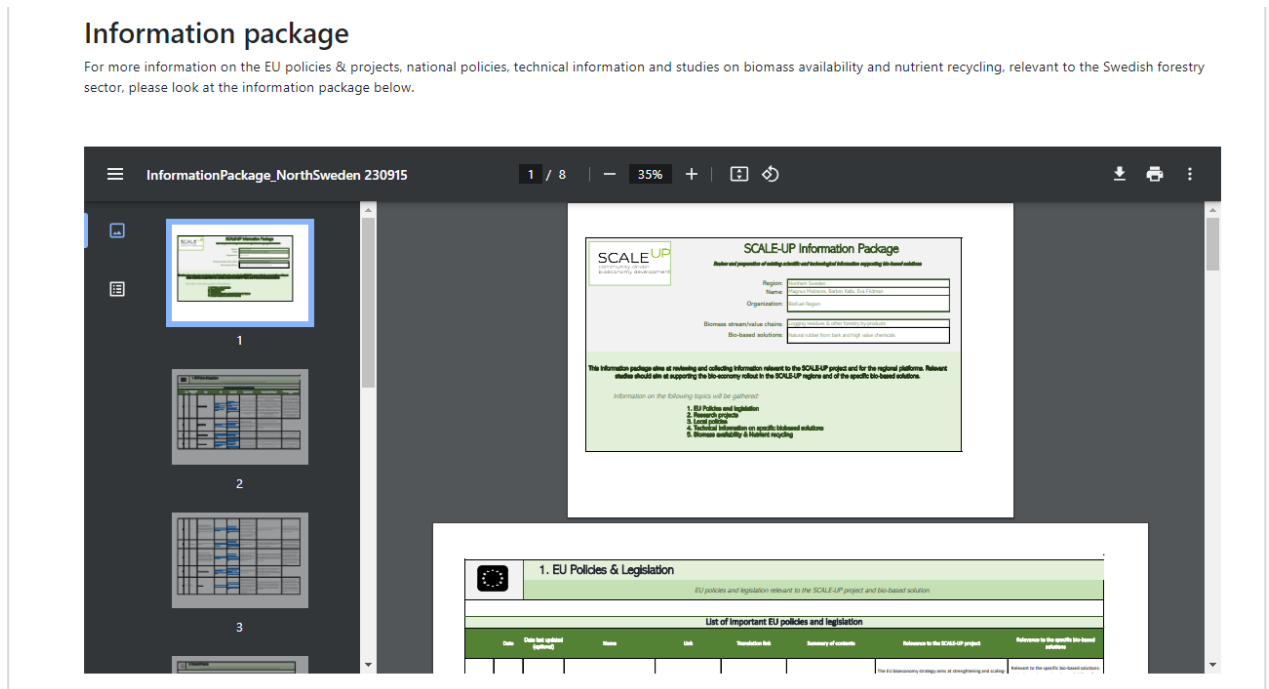 Information package
For more information on the EU policies & projects, national policies, technical information and studies on biomass availability and nutrient recycling, relevant to the Swedish forestry
sector, please look at the information package below.
InformationPackage_NorthSweden 230915
1 / 8
35%
1
2
3
SCALE UP
community-driven
bioeconomy development
SCALE-UP Information Package
Review and preparation of existing scientific and technological information supporting bio-based solutions
Region: Northern Sweden
Name: Magnus Matisons,
Organization: BioFuel Region
Biomass stream/value chains: Logging residues & other forestry by-products
Bio-based solutions: Natural rubber from bark and high value chemicals
This information package aims at reviewing and collecting information relevant to the SCALE-UP project and for the regional platforms. Relevant
studies should aim at supporting the bio-economy rollout in the SCALE-UP regions and of the specific bio-based solutions.
Information on the following topics will be gathered:
1. EU Policies and legislation
2. Research projects
3. Local policies
4. Technical information on specific biobased solutions
5. Biomass availability & Nutrient recycling
1. EU Policies & Legislation
EU policies and legislation relevant to the SCALE-UP project and bio-based solution.
List of important EU policies and legislation
Date
Date last updated (optional)
Name
Link
Translation link
Summary of contents
Relevance to the SCALE-UP project
Relevance to the specific bio-based solutions
The EU bioeconomy strategy aims at strengthening and scaling-
Relevant to the specific bio-based solutions